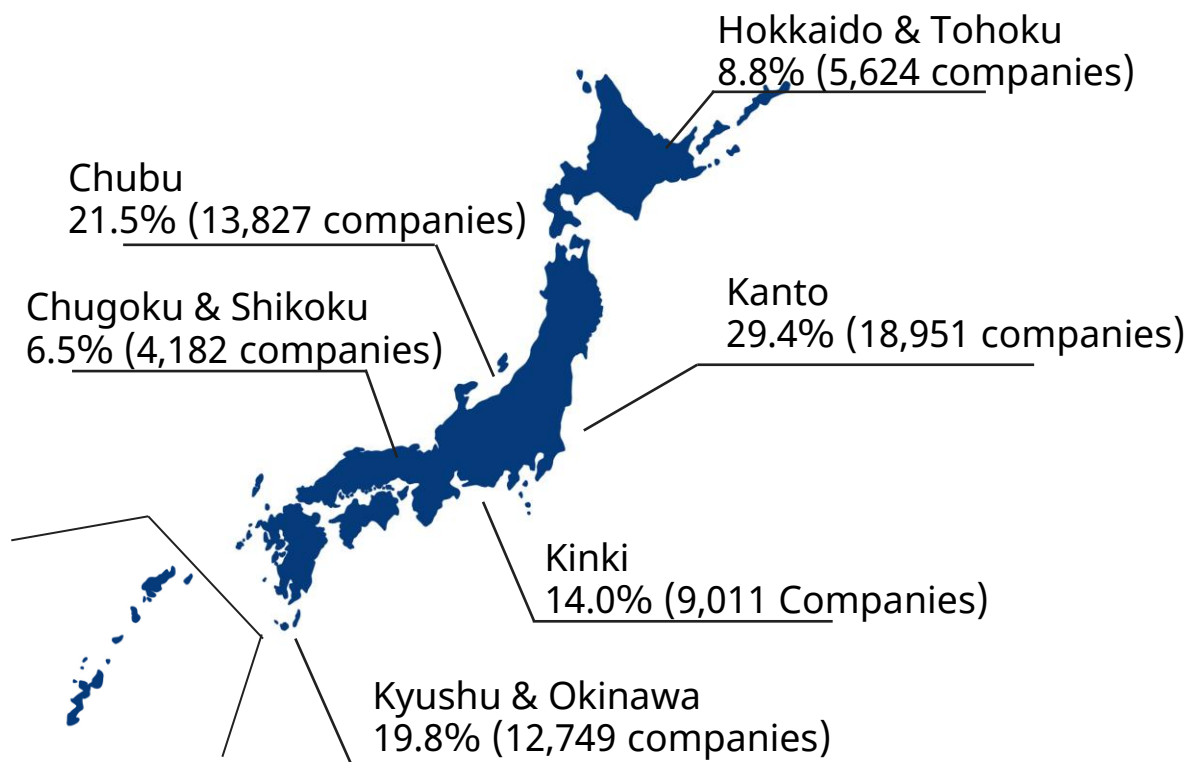 Hokkaido & Tohoku
8.8% (5,624 companies)
Chubu
21.5% (13,827 companies)
Kanto
29.4% (18,951 companies)
Chugoku & Shikoku
6.5% (4,182 companies)
Kinki
14.0% (9,011 Companies)
Kyushu & Okinawa
19.8% (12,749 companies)